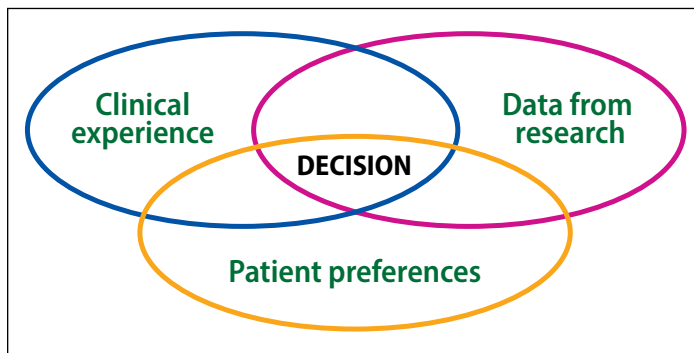 Clinical
experience
Data from
research
DECISION
Patient preferences